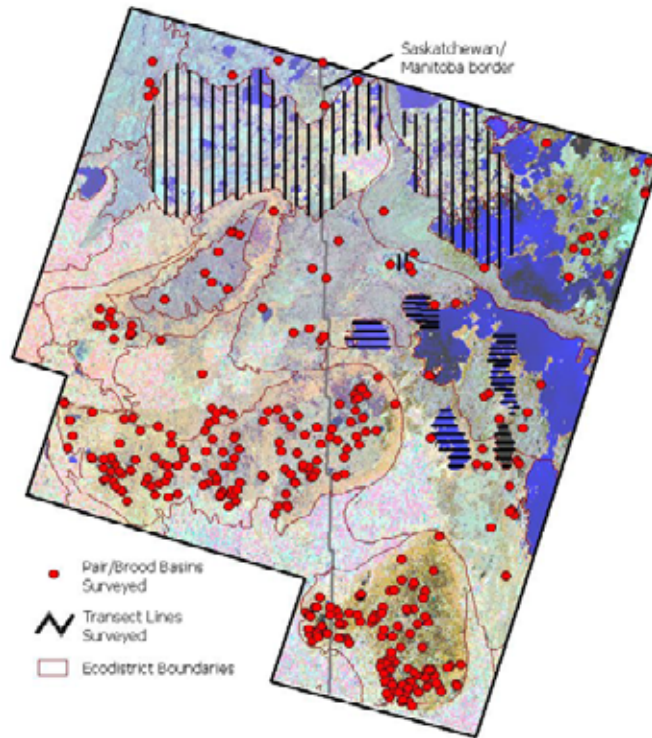 Saskatchewan/
Manitoba border
Pair/Brood Basins
Surveyed
Transect Lines
Surveyed
Ecodistrict Boundaries